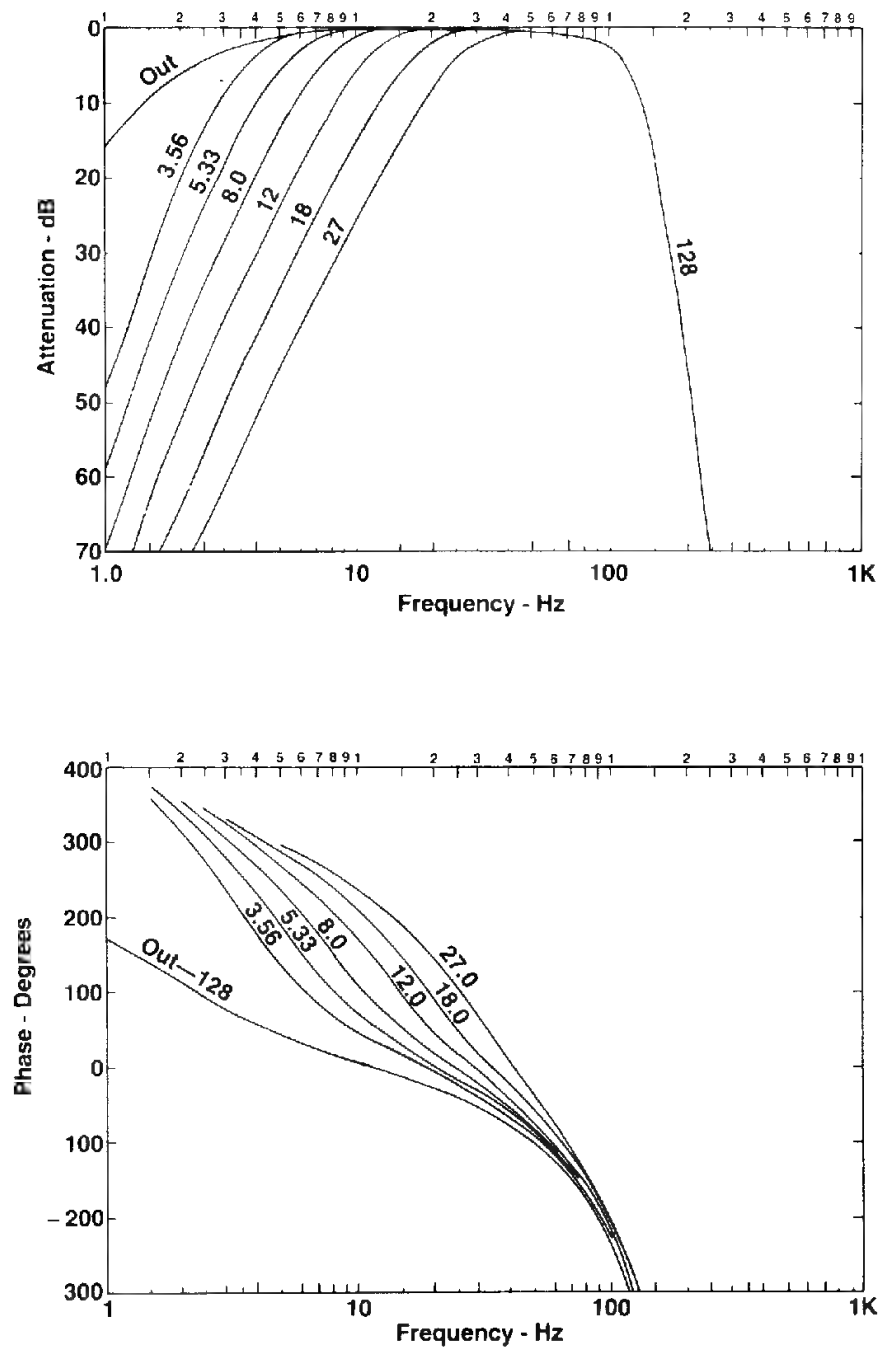 1 2 3 4 5 6 7 8 9 1 2 3 4 5 6 7 8 9 1 2 3 4 5 6 7 8 9
0
10
20
30
40
50
60
70
Attenuation - dB
Out
3.56
5.33
8.0
12
18
27
128
1.0 10 100 1K
Frequency - Hz
1 2 3 4 5 6 7 8 9 1 2 3 4 5 6 7 8 9 1 2 3 4 5 6 7 8 9 1
400
300
200
100
0
100
– 200
300
Phase - Degrees
Out—128
3.56
5.33
8.0
12.0
18.0
27.0
1 10 100 1K
Frequency - Hz